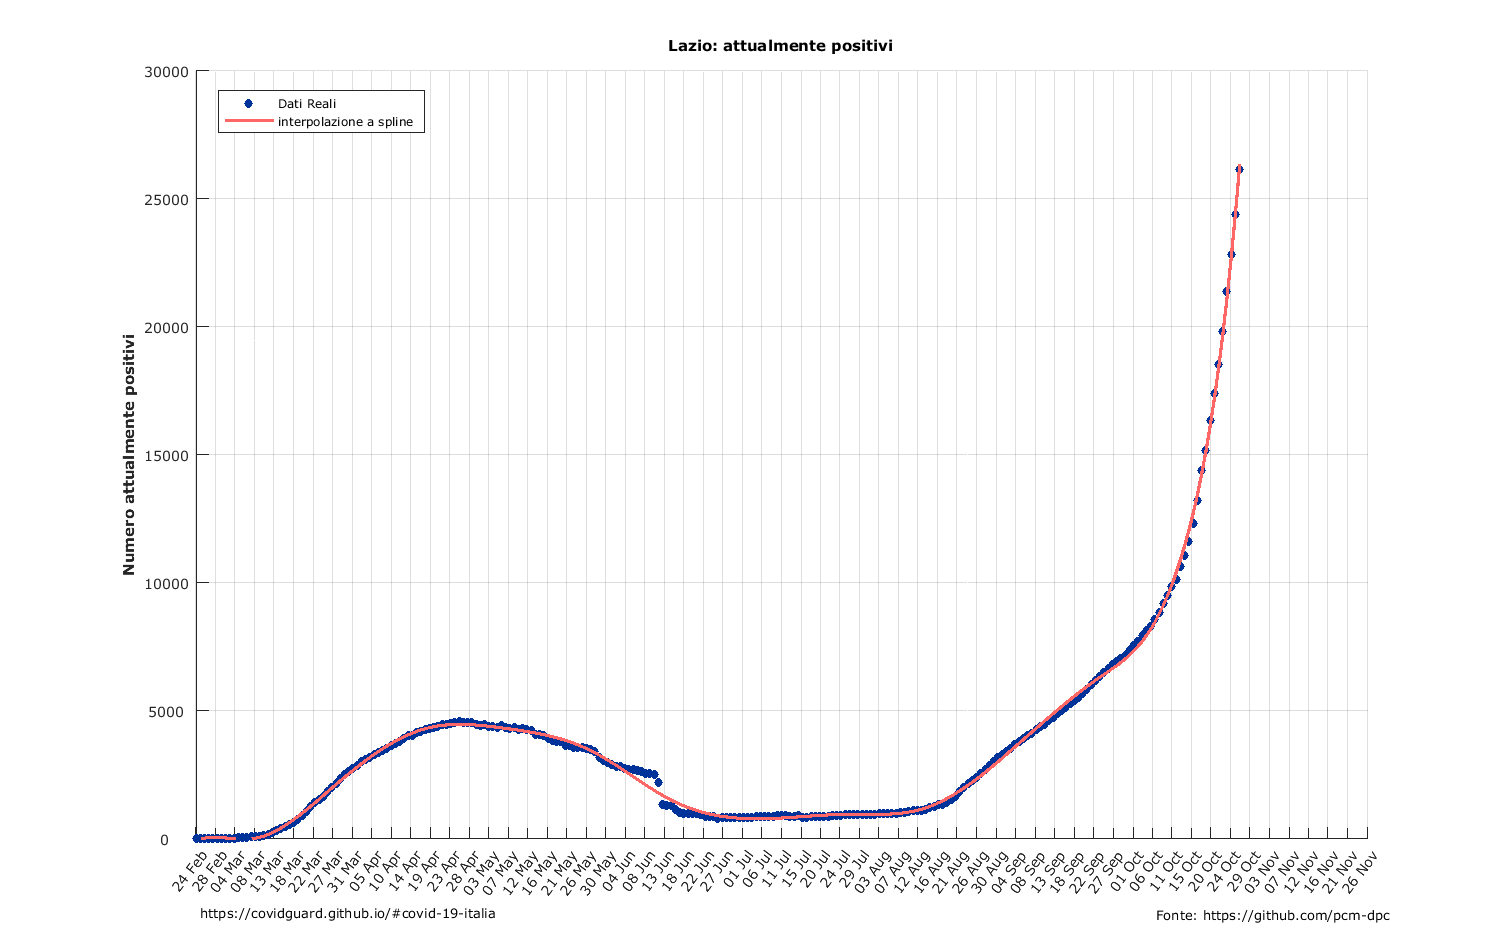 Lazio: attualmente positivi
Dati Reali
interpolazione a spline
Numero attualmente positivi
30000
25000
20000
15000
10000
5000
0
24 Feb
28 Feb
04 Mar
08 Mar
13 Mar
18 Mar
22 Mar
27 Mar
31 Mar
05 Apr
10 Apr
14 Apr
19 Apr
23 Apr
28 Apr
03 May
07 May
12 May
16 May
21 May
26 May
30 May
04 Jun
08 Jun
13 Jun
18 Jun
22 Jun
27 Jun
01 Jul
06 Jul
11 Jul
15 Jul
20 Jul
24 Jul
29 Jul
03 Aug
07 Aug
12 Aug
16 Aug
21 Aug
26 Aug
30 Aug
04 Sep
08 Sep
13 Sep
18 Sep
22 Sep
27 Sep
01 Oct
06 Oct
11 Oct
15 Oct
20 Oct
24 Oct
29 Oct
03 Nov
07 Nov
12 Nov
16 Nov
21 Nov
26 Nov
https://covidguard.github.io/#covid-19-italia
Fonte: https://github.com/pcm-dpc